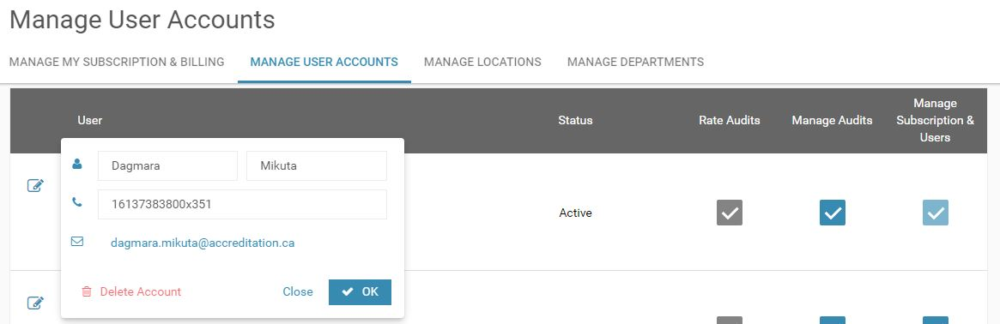 Manage User Accounts
MANAGE MY SUBSCRIPTION & BILLING MANAGE USER ACCOUNTS MANAGE LOCATIONS MANAGE DEPARTMENTS
User Status Rate Audits Manage Audits Manage Subscription & Users
Dagmara Mikuta
16137383800x351
Active
dagmara.mikuta@accreditation.ca
Delete Account Close OK